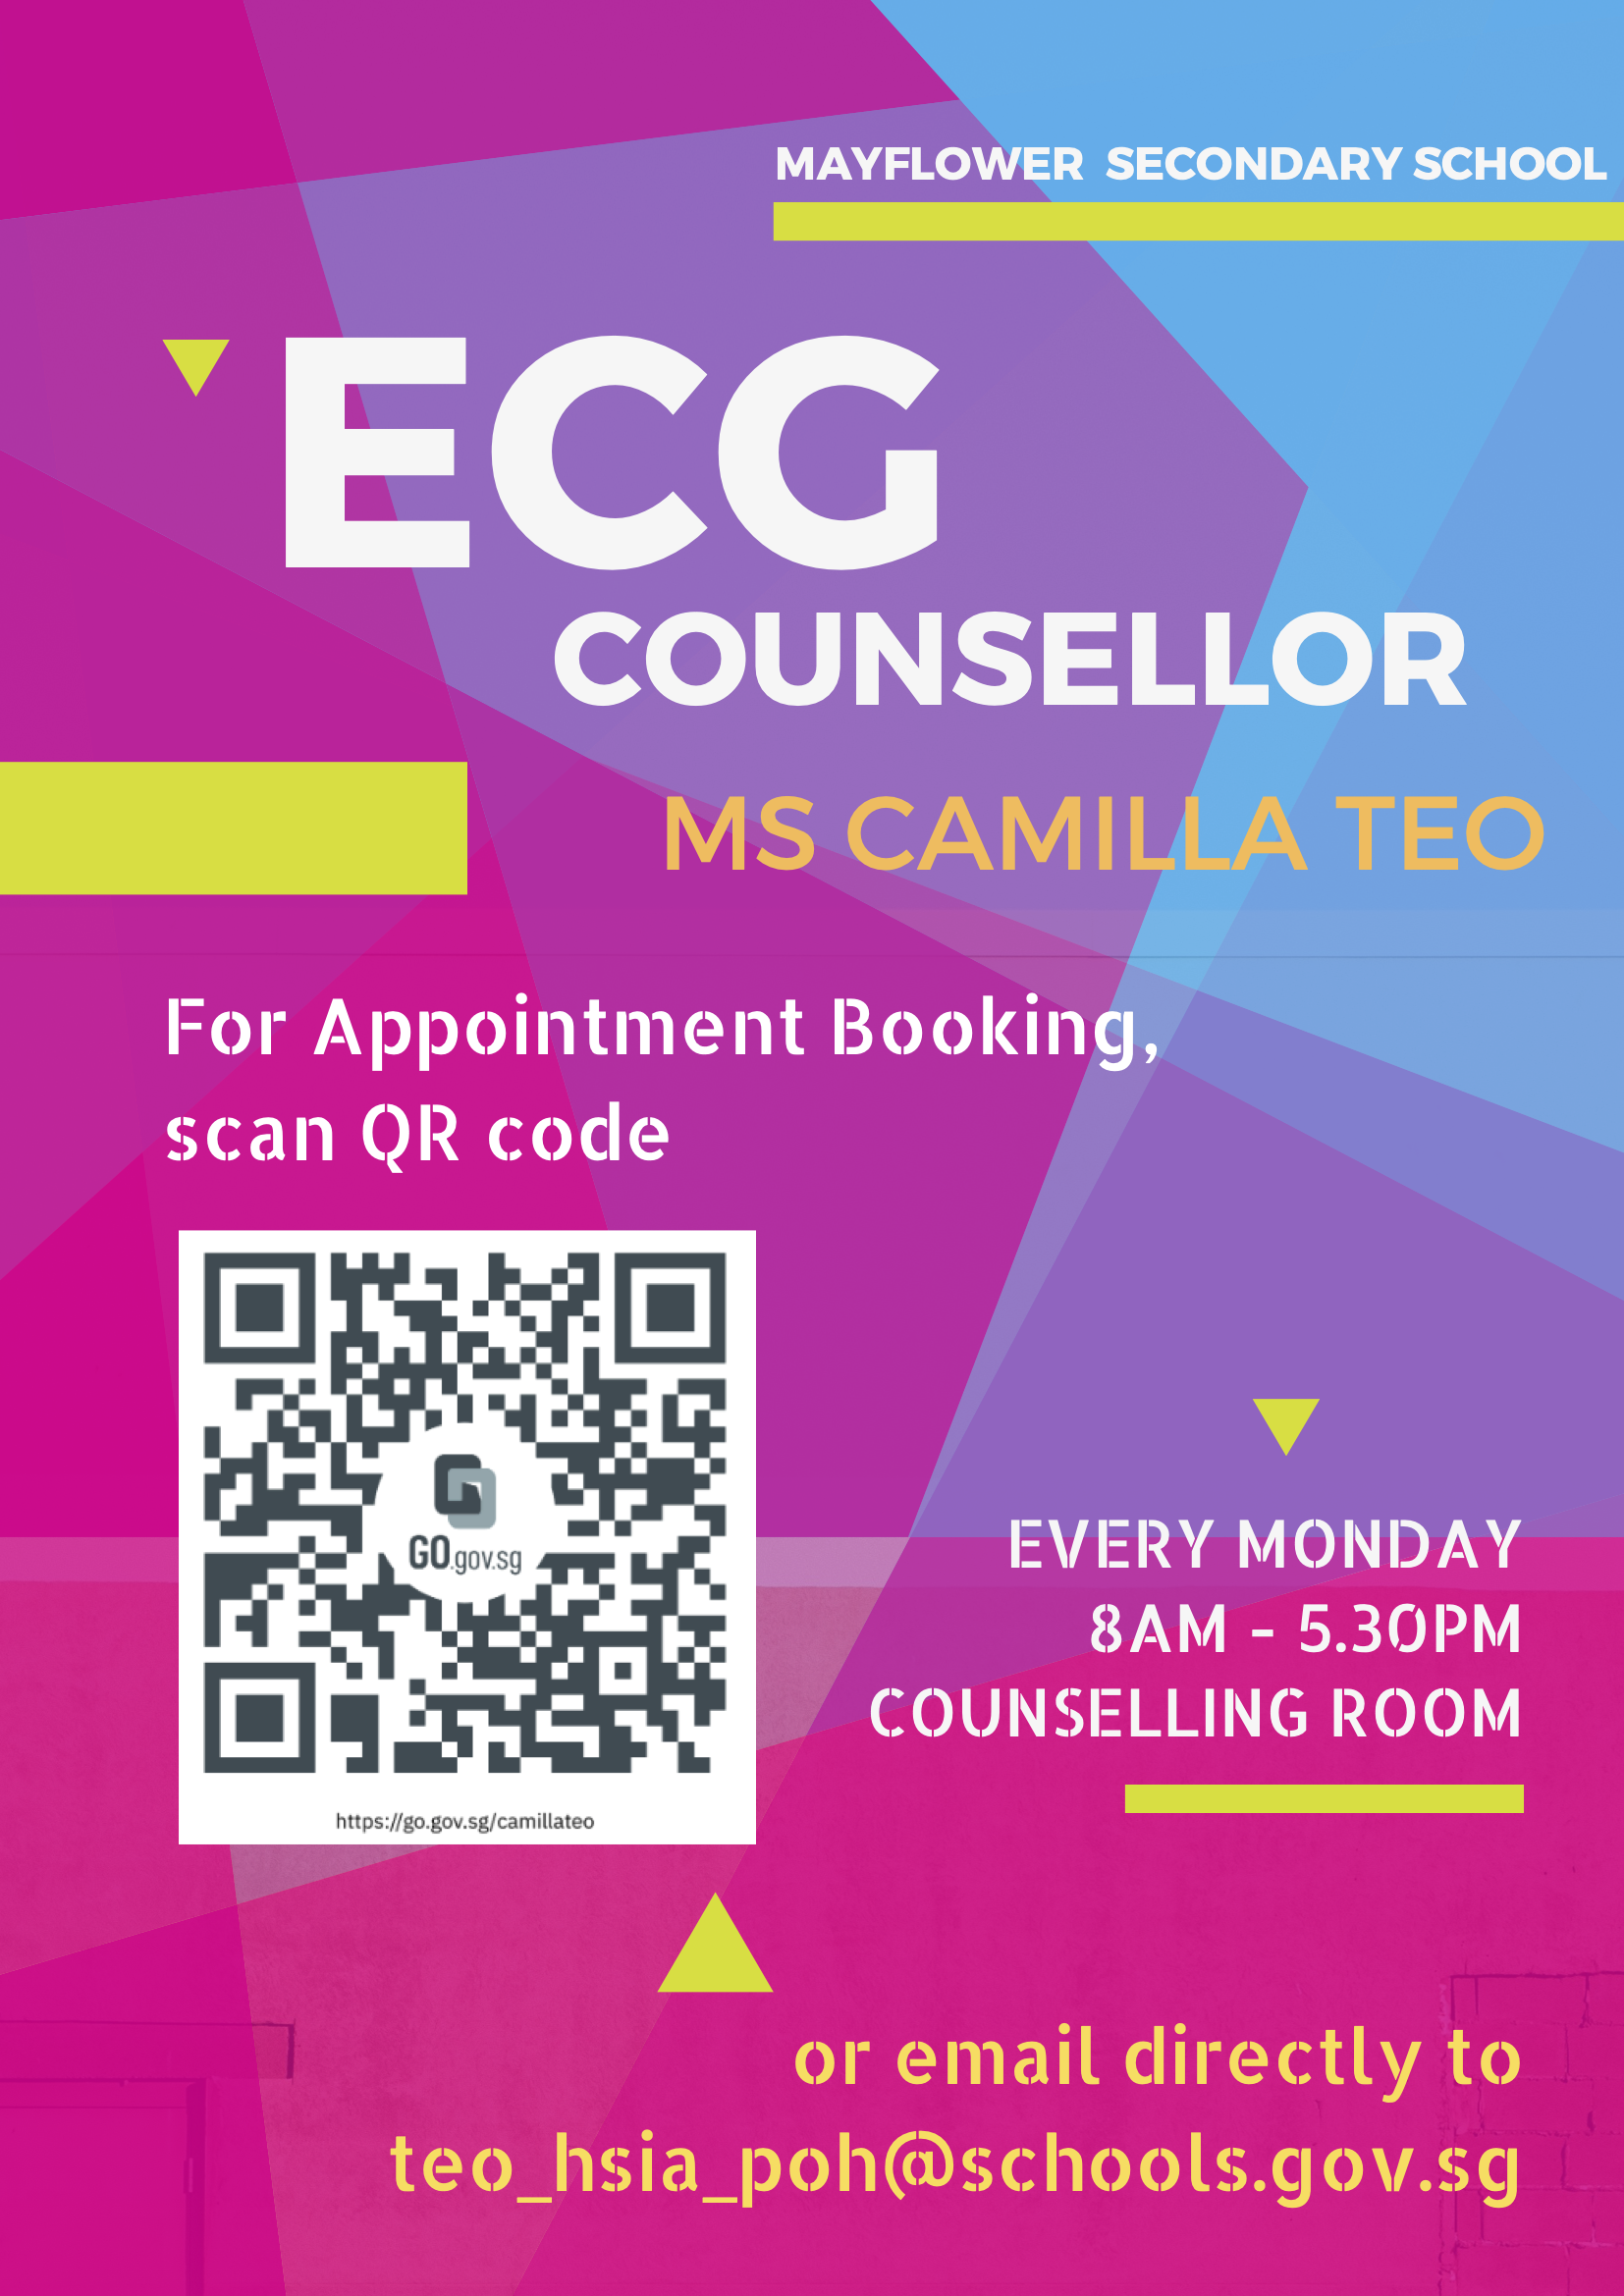 MAYFLOWER SECONDARY SCHOOL
ECG
COUNSELLOR
MS CAMILLA TEO
For Appointment Booking,
scan QR code
GO.gov.sg
https://go.gov.sg/camillateo
EVERY MONDAY
8AM - 5.30PM
COUNSELLING ROOM
or email directly to
teo_hsia_poh@schools.gov.sg